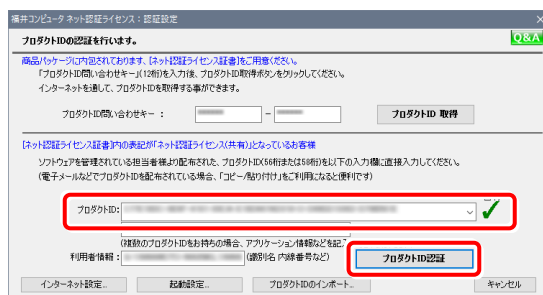 福井コンピュータ ネット認証ライセンス：認証設定
プロダクトIDの認証を行います。
Q&A
商品パッケージに内包されております、[ネット認証ライセンス証書]をご用意ください。
「プロダクトID問い合わせキー」(12桁)を入力後、プロダクトID取得ボタンをクリックしてください。
インターネットを通して、プロダクトIDを取得する事ができます。
プロダクトID問い合わせキー :
-
プロダクトID 取得
[ネット認証ライセンス証書]内の表記が「ネット認証ライセンス(共有)」となっているお客様
ソフトウェアを管理されている担当者様より配布された、プロダクトID(56桁または58桁)を以下の入力欄に直接入力してください。
(電子メールなどでプロダクトIDを配布されている場合、「コピー/貼り付け」をご利用になると便利です)
プロダクトID:
(複数のプロダクトIDをお持ちの場合、アプリケーション情報などを記
利用者情報 :
(識別名 内線番号など)
プロダクトID認証
インターネット設定...
起動設定...
プロダクトIDのインポート...
キャンセル